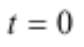 t = 0